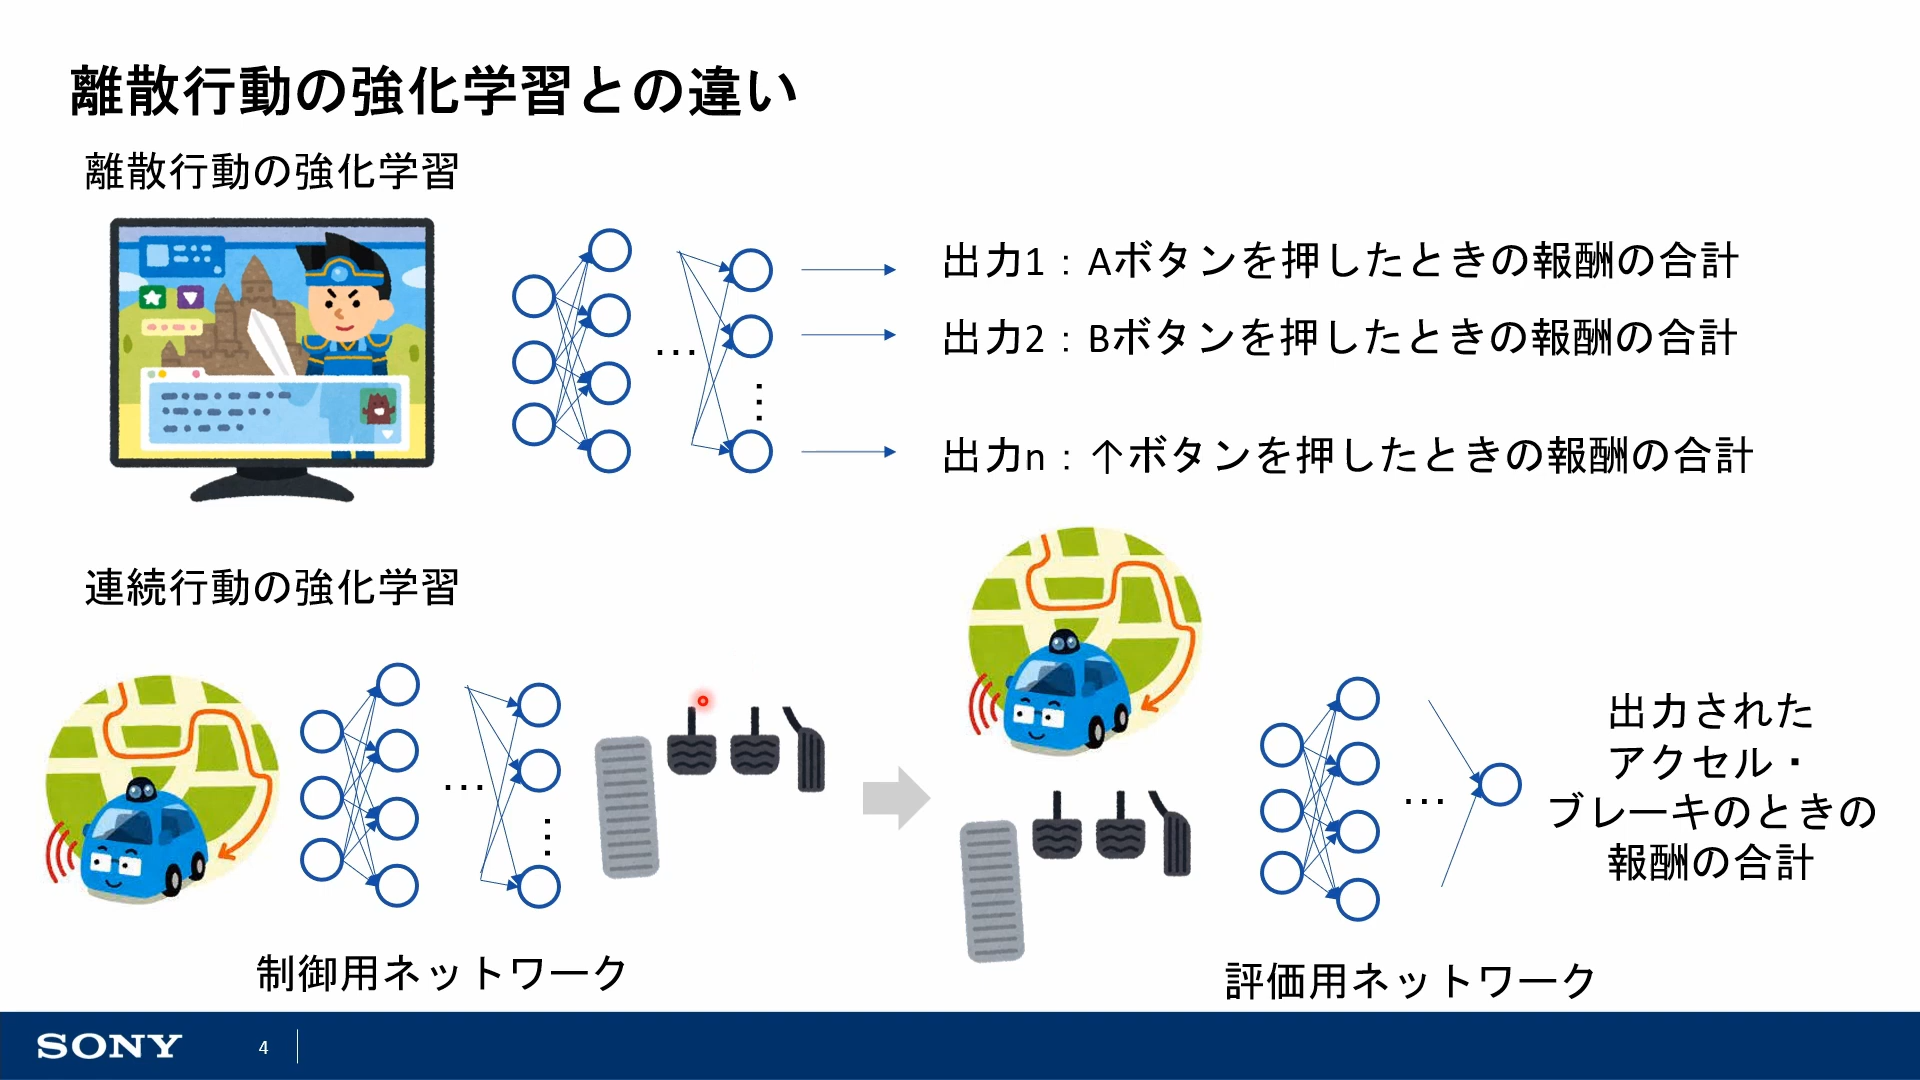 離散行動の強化学習との違い
離散行動の強化学習
出力1：Aボタンを押したときの報酬の合計
出力2：Bボタンを押したときの報酬の合計
出力n：↑ボタンを押したときの報酬の合計
連続行動の強化学習
出力された
アクセル・
ブレーキのときの
報酬の合計
制御用ネットワーク
評価用ネットワーク
SONY
4